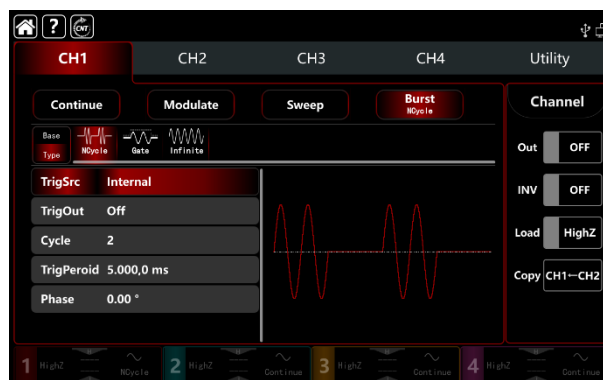 ? CNT
CH1 CH2 CH3 CH4 Utility
Continue Modulate Sweep Burst
NCycle
Channel
Base
Type NCycle Gate Infinite
Out OFF
TrigSrc Internal
INV OFF
TrigOut Off
Cycle 2
Load HighZ
TrigPeroid 5.000,0 ms
Copy CH1←CH2
Phase 0.00 °
1 HighZ NCycle 2 HighZ Continue 3 HighZ Continue 4 HighZ Continue